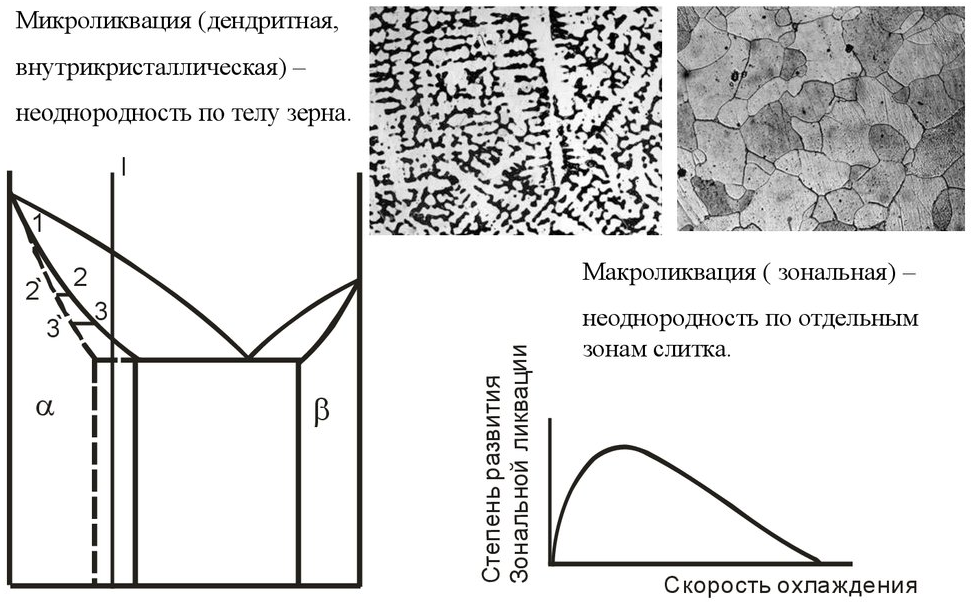 Микроликвация (дендритная,
внутрикристаллическая) –
неоднородность по телу зерна.
I
1
2
2`
3
3`
α
β
Макроликвация ( зональная) –
неоднородность по отдельным
зонам слитка.
Степень развития
Зональной ликвации
Скорость охлаждения